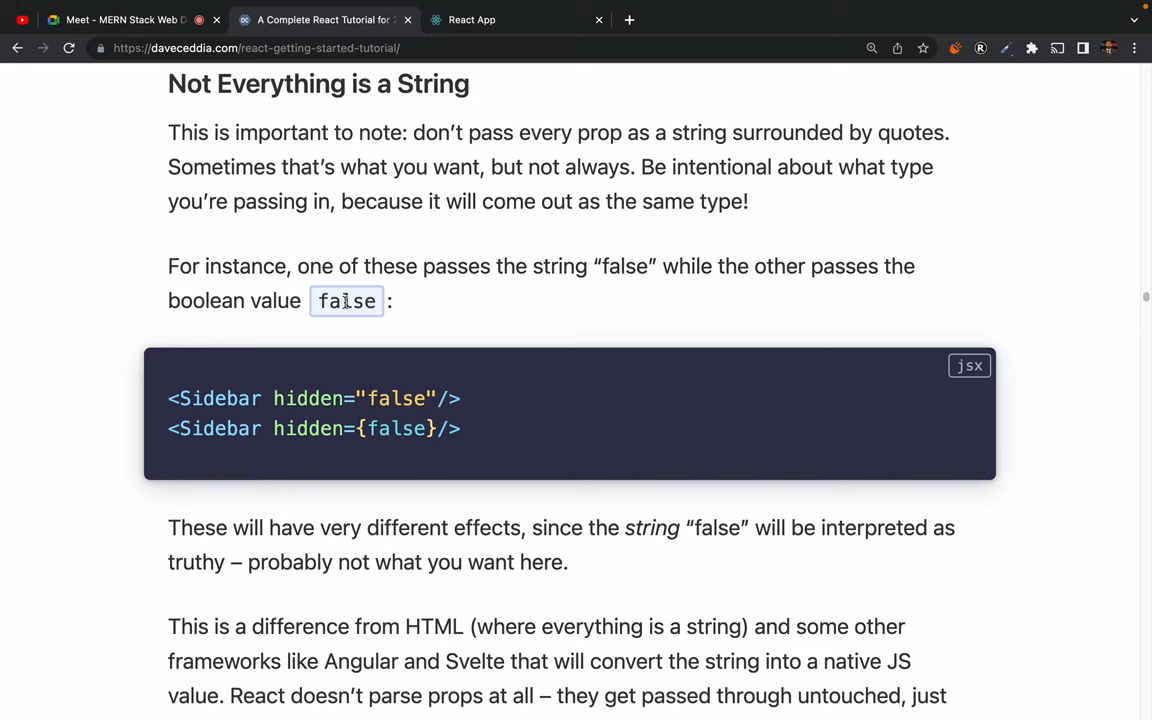 Meet - MERN Stack Web D
A Complete React Tutorial for 2
React App
https://daveceddia.com/react-getting-started-tutorial/
Not Everything is a String
This is important to note: don’t pass every prop as a string surrounded by quotes.
Sometimes that’s what you want, but not always. Be intentional about what type
you’re passing in, because it will come out as the same type!
For instance, one of these passes the string “false” while the other passes the
boolean value false :
jsx
<Sidebar hidden="false"/>
<Sidebar hidden={false}/>
These will have very different effects, since the string “false” will be interpreted as
truthy – probably not what you want here.
This is a difference from HTML (where everything is a string) and some other
frameworks like Angular and Svelte that will convert the string into a native JS
value. React doesn’t parse props at all – they get passed through untouched, just